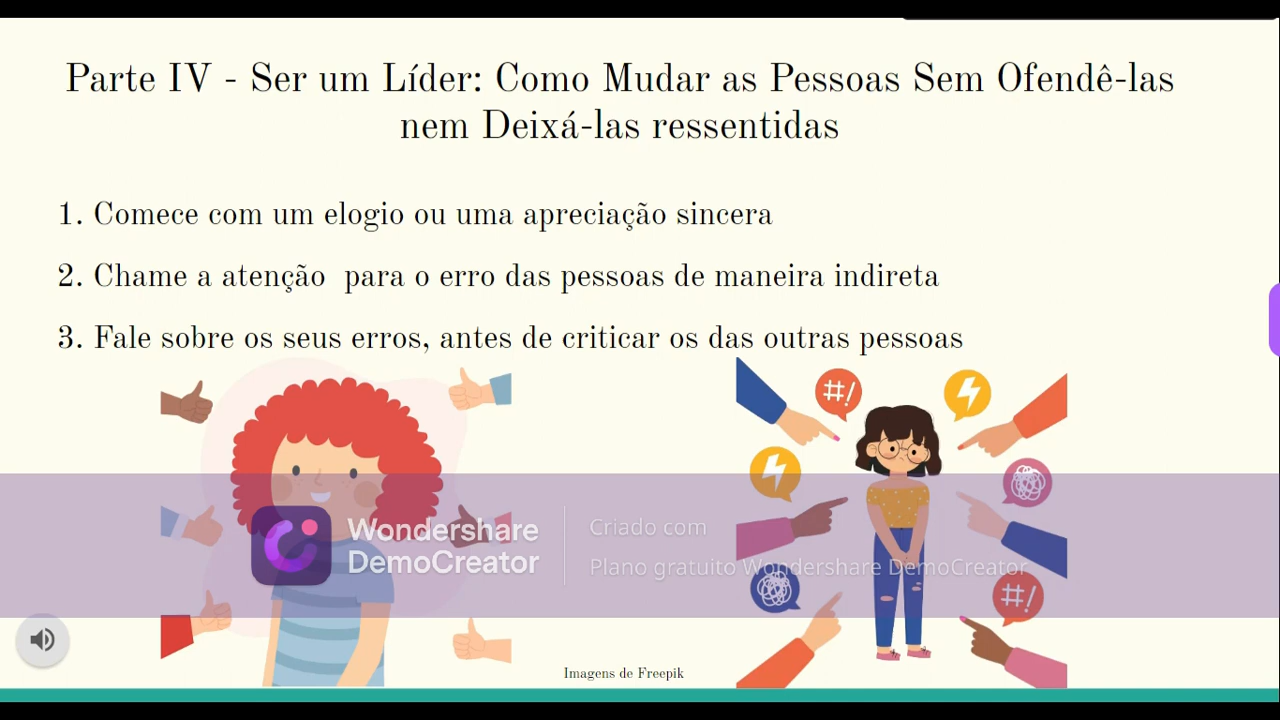 Parte IV - Ser um Líder: Como Mudar as Pessoas Sem Ofendê-las
nem Deixá-las ressentidas
1. Comece com um elogio ou uma apreciação sincera
2. Chame a atenção  para o erro das pessoas de maneira indireta
3. Fale sobre os seus erros, antes de criticar os das outras pessoas
#!
#!
Wondershare
DemoCreator
Criado com
Plano gratuito Wondershare DemoCreator
Imagens de Freepik